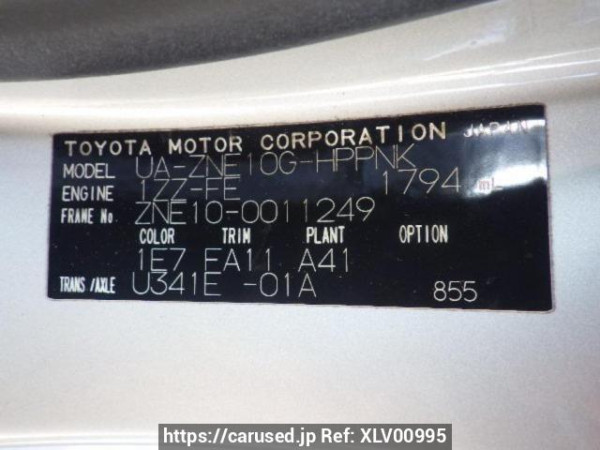 TOYOTA MOTOR CORPORATION JAPAN
MODEL UA-ZNE10G-HPPNK
ENGINE 1ZZ-FE 1794 mL
FRAME No. ZNE10-0011249
COLOR TRIM PLANT OPTION
1E7 FA11 A41
TRANS/AXLE U341E -01A 855
https://carused.jp Ref: XLV00995